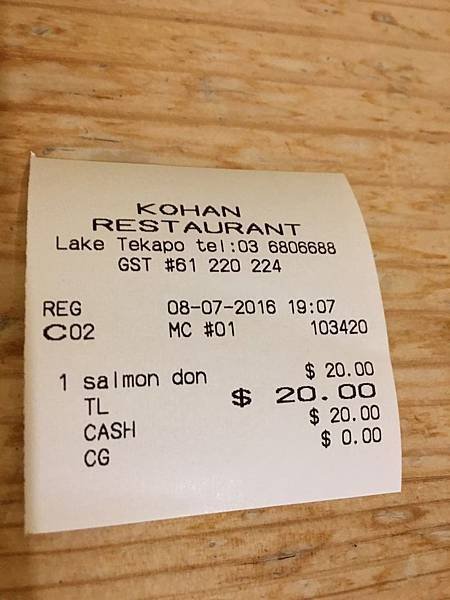 KOHAN
RESTAURANT
Lake Tekapo tel:03 6806688
GST #61 220 224
REG 08-07-2016 19:07
C02 MC #01 103420
1 salmon don $ 20.00
TL $ 20.00
CASH $ 20.00
CG $ 0.00